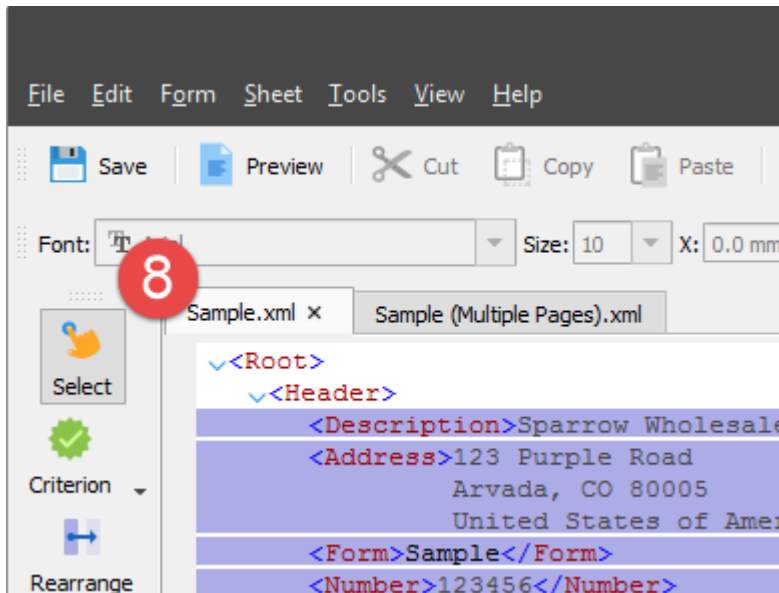 File Edit Form Sheet Tools View Help
Save Preview Cut Copy Paste
Font: Size: 10 X: 0.0 mm
8
Sample.xml × Sample (Multiple Pages).xml
Select
Criterion
Rearrange
<Root>
<Header>
<Description>Sparrow Wholesale
<Address>123 Purple Road
Arvada, CO 80005
United States of Amer
<Form>Sample</Form>
<Number>123456</Number>